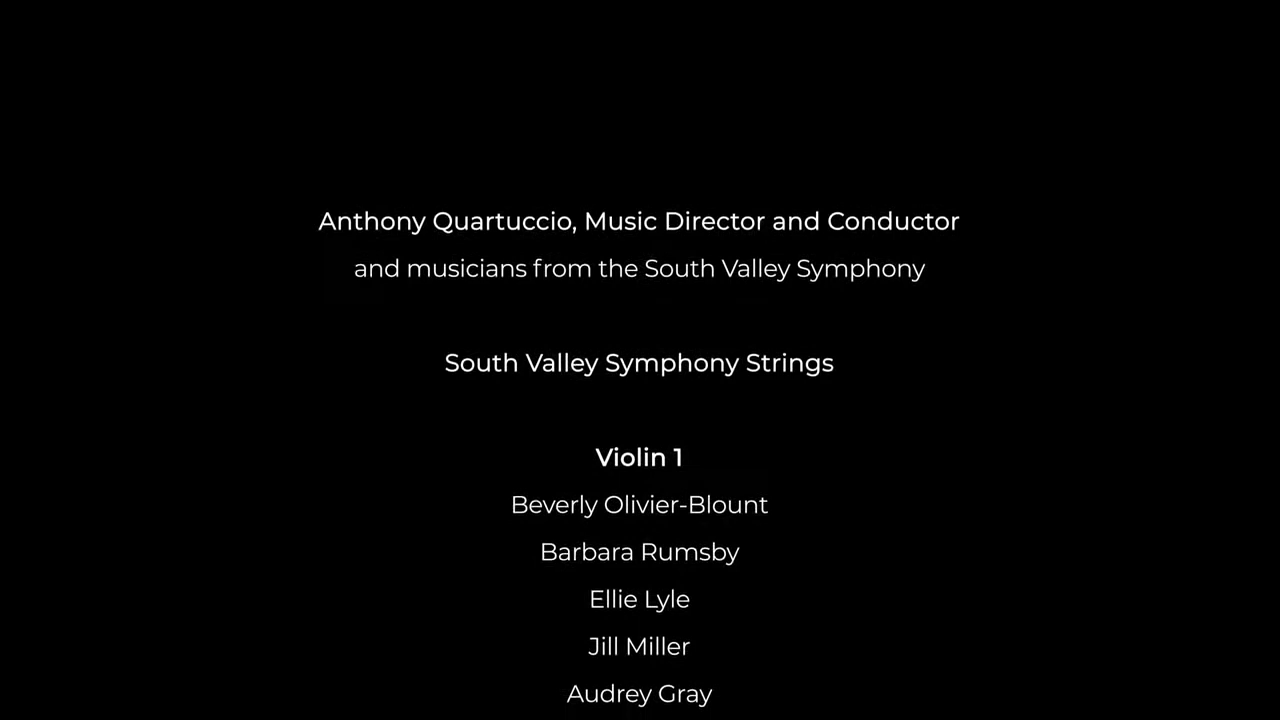 Anthony Quartuccio, Music Director and Conductor
and musicians from the South Valley Symphony
South Valley Symphony Strings
Violin 1
Beverly Olivier-Blount
Barbara Rumsby
Ellie Lyle
Jill Miller
Audrey Gray